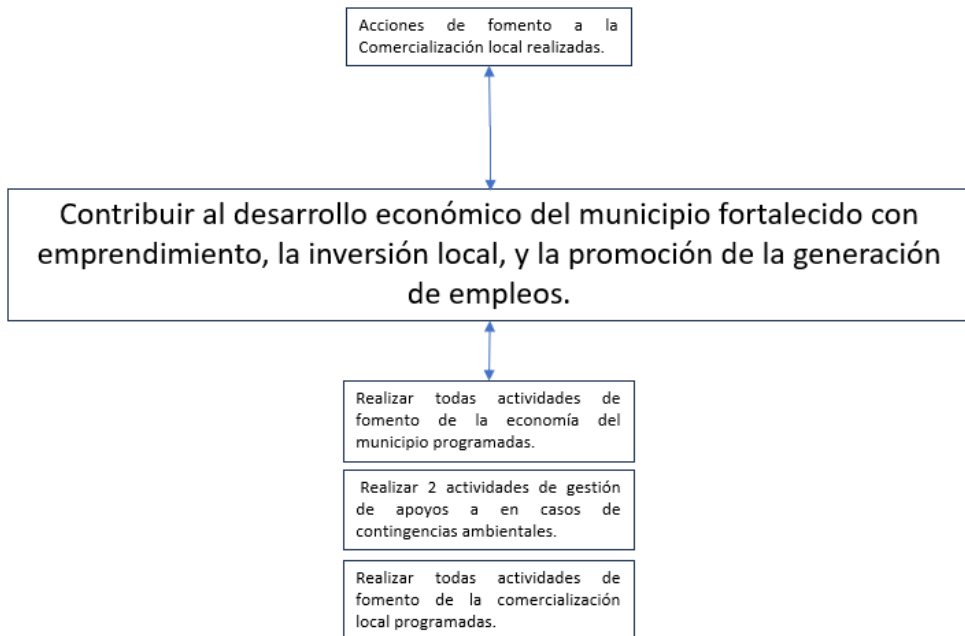 Acciones de fomento a la
Comercialización local realizadas.
Contribuir al desarrollo económico del municipio fortalecido con
emprendimiento, la inversión local, y la promoción de la generación
de empleos.
Realizar todas actividades de
fomento de la economía del
municipio programadas.
Realizar 2 actividades de gestión
de apoyos a en casos de
contingencias ambientales.
Realizar todas actividades de
fomento de la comercialización
local programadas.